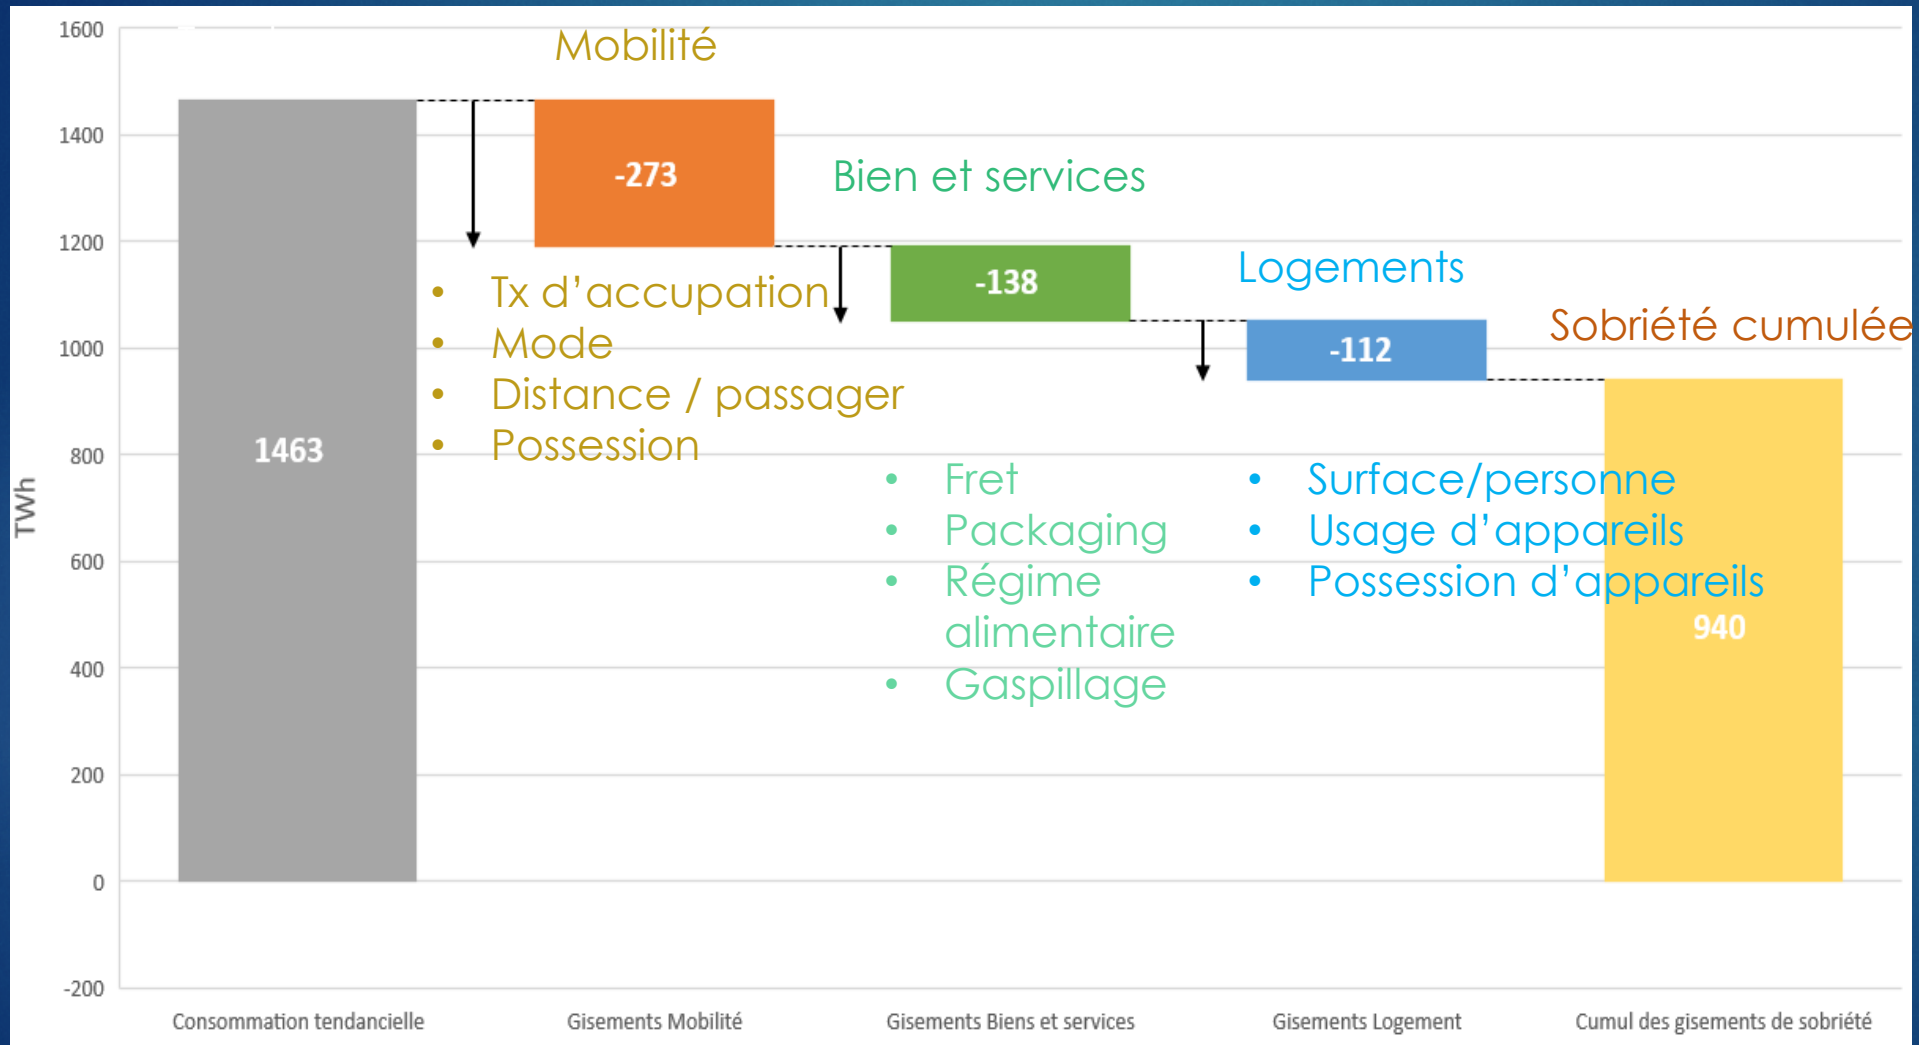 Mobilité
Bien et services
Logements
Sobriété cumulée
1600
1400
1200
1000
800
600
400
200
0
-200
TWh
1463
-273
-138
-112
940
• Tx d’accupation
• Mode
• Distance / passager
• Possession
• Fret
• Packaging
• Régime
alimentaire
• Gaspillage
• Surface/personne
• Usage d’appareils
• Possession d’appareils
Consommation tendancielle
Gisements Mobilité
Gisements Biens et services
Gisements Logement
Cumul des gisements de sobriété